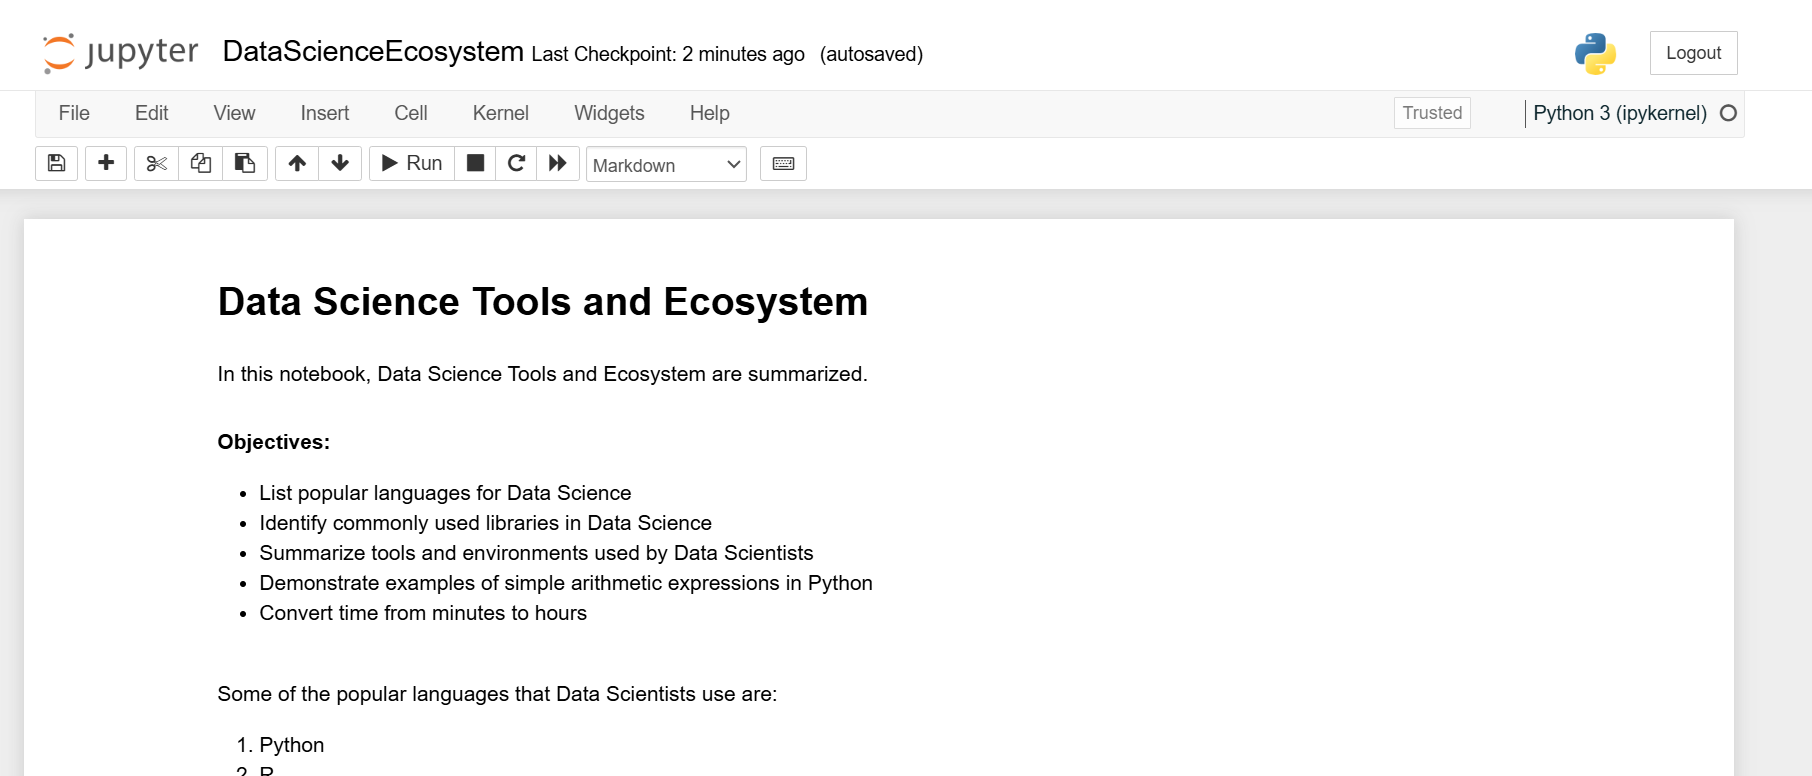 jupyter DataScienceEcosystem Last Checkpoint: 2 minutes ago (autosaved) Logout
File Edit View Insert Cell Kernel Widgets Help Trusted Python 3 (ipykernel)
Run Markdown
Data Science Tools and Ecosystem
In this notebook, Data Science Tools and Ecosystem are summarized.
Objectives:
• List popular languages for Data Science
• Identify commonly used libraries in Data Science
• Summarize tools and environments used by Data Scientists
• Demonstrate examples of simple arithmetic expressions in Python
• Convert time from minutes to hours
Some of the popular languages that Data Scientists use are:
1. Python
2. R